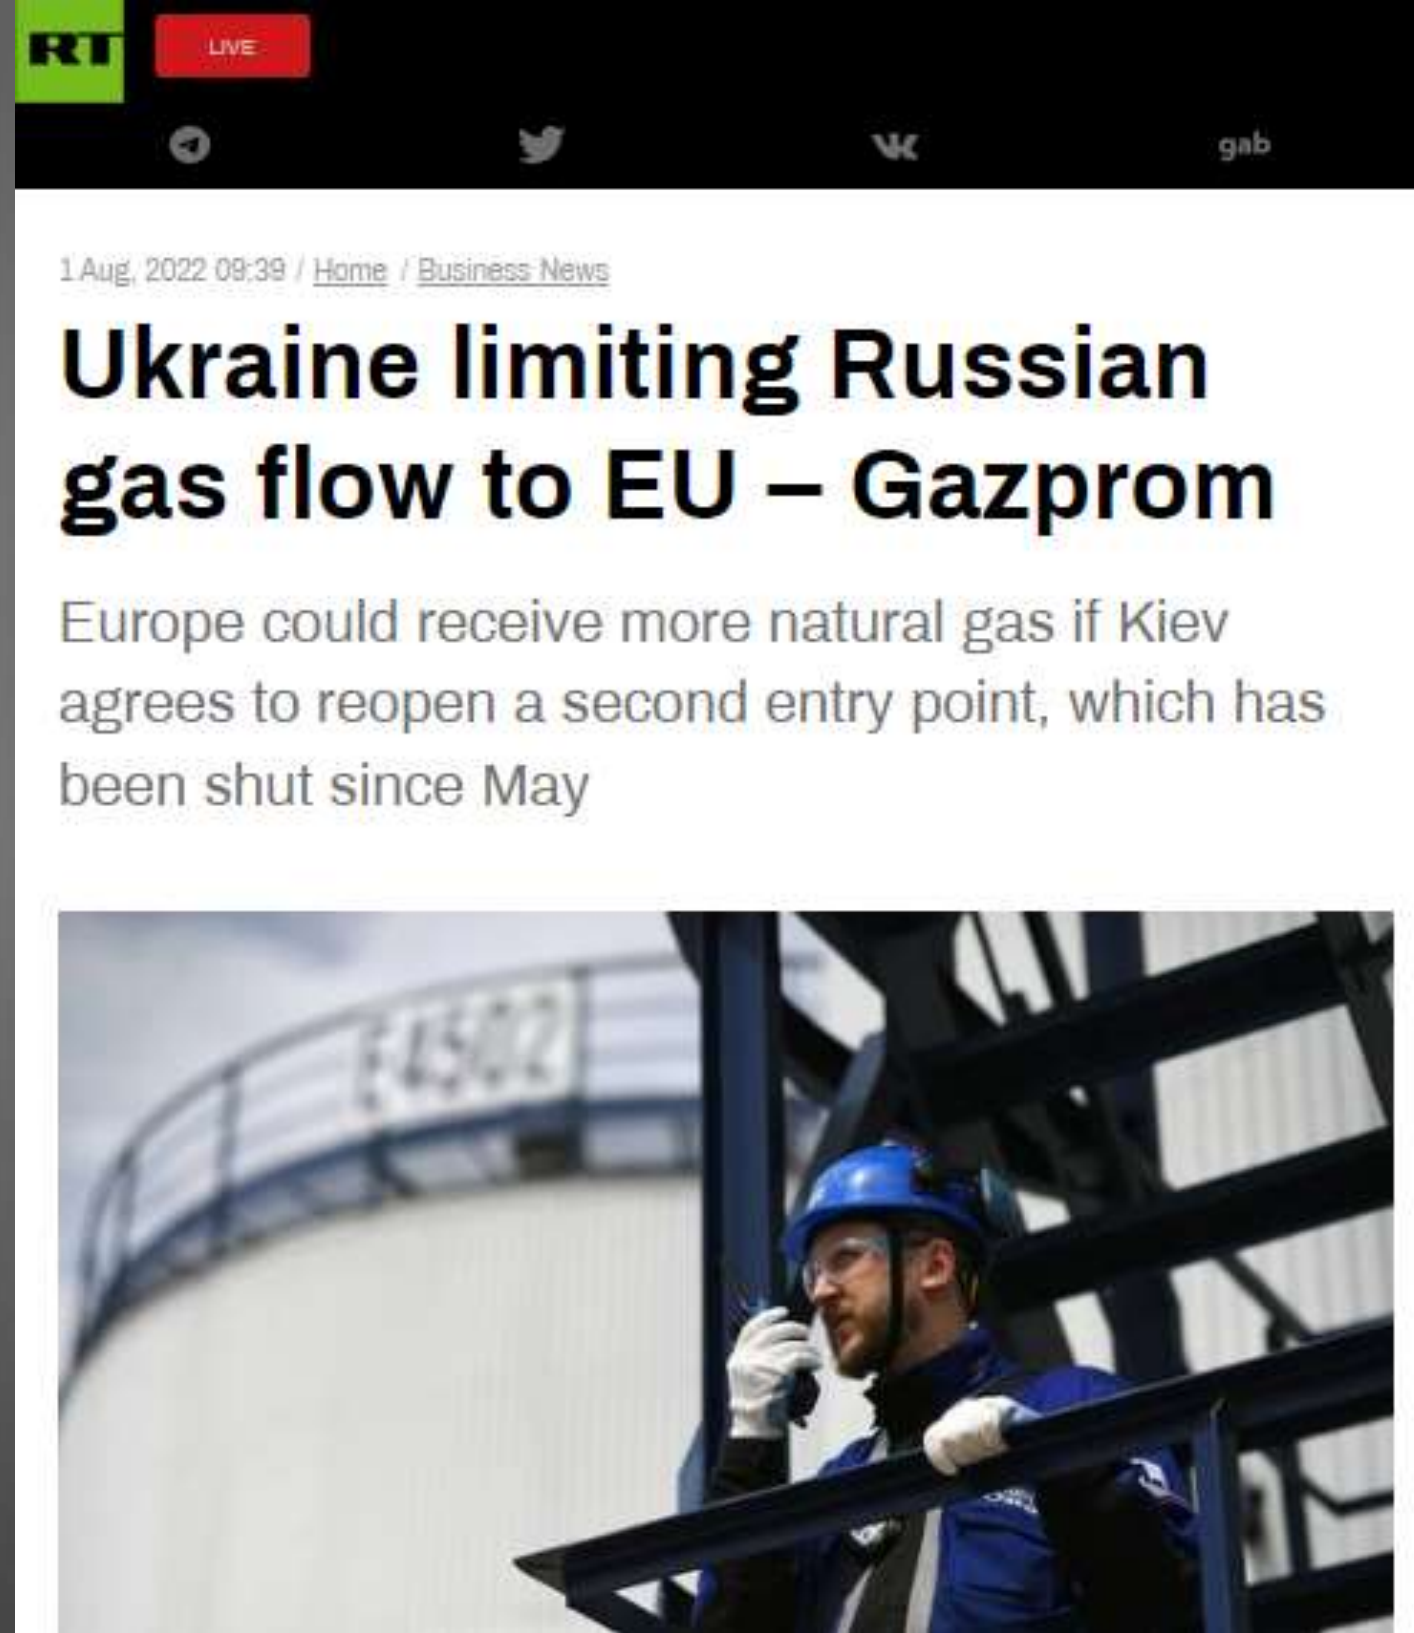 RT
LIVE
gab
1 Aug, 2022 09:39 / Home / Business News
Ukraine limiting Russian
gas flow to EU – Gazprom
Europe could receive more natural gas if Kiev
agrees to reopen a second entry point, which has
been shut since May